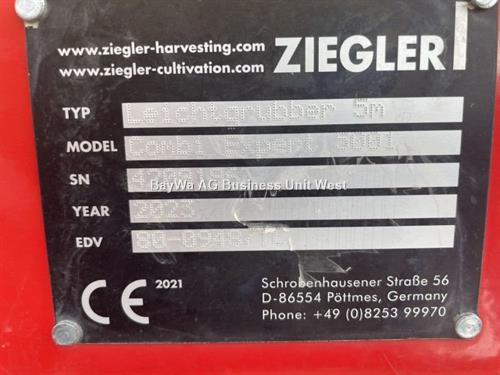 www.ziegler-harvesting.com
www.ziegler-cultivation.com
ZIEGLER
TYP Leichtgrubber 5m
MODEL Combi Expert 5001
SN
BayWa AG Business Unit West
YEAR 2023
EDV
CE 2021
Schrobenhausener Straße 56
D-86554 Pöttmes, Germany
Phone: +49 (0)8253 99970